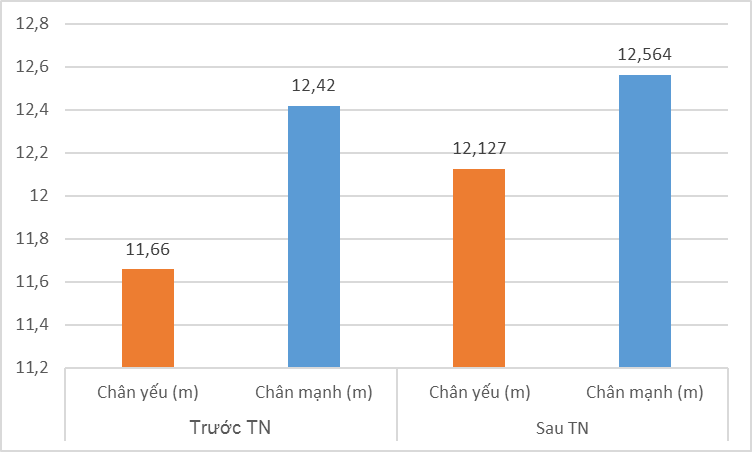 12,8
12,6
12,4
12,2
12
11,8
11,6
11,4
11,2
11,66
12,42
12,127
12,564
Chân yếu (m)
Chân mạnh (m)
Chân yếu (m)
Chân mạnh (m)
Trước TN
Sau TN